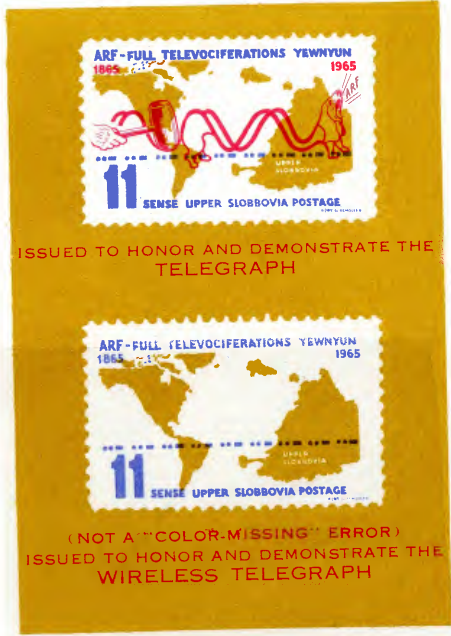 ARF-FULL TELEVOCIFERATIONS YEWNYUN
1865 1965
ARF
UPPER
SLOBBOVIA
11 SENSE UPPER SLOBBOVIA POSTAGE
ISSUED TO HONOR AND DEMONSTRATE THE
TELEGRAPH
ARF-FULL TELEVOCIFERATIONS YEWNYUN
1865 1965
UPPER
SLOBBOVIA
11 SENSE UPPER SLOBBOVIA POSTAGE
(NOT A "COLOR-MISSING" ERROR)
ISSUED TO HONOR AND DEMONSTRATE THE
WIRELESS TELEGRAPH